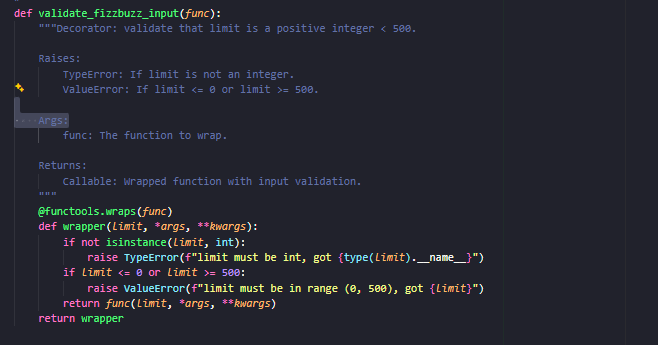 def validate_fizzbuzz_input(func):
    """Decorator: validate that limit is a positive integer < 500.

    Raises:
        TypeError: If limit is not an integer.
        ValueError: If limit <= 0 or limit >= 500.

    Args:
        func: The function to wrap.

    Returns:
        Callable: Wrapped function with input validation.
    """
    @functools.wraps(func)
    def wrapper(limit, *args, **kwargs):
        if not isinstance(limit, int):
            raise TypeError(f"limit must be int, got {type(limit).__name__}")
        if limit <= 0 or limit >= 500:
            raise ValueError(f"limit must be in range (0, 500), got {limit}")
        return func(limit, *args, **kwargs)
    return wrapper